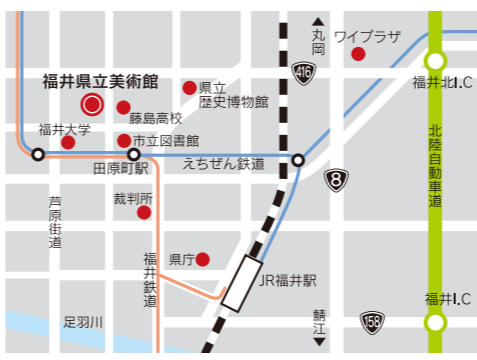 丸岡
ワイプラザ
416
福井県立美術館
県立
歴史博物館
福井北I.C
藤島高校
福井大学
市立図書館
田原町駅
えちぜん鉄道
北陸自動車道
8
芦原街道
裁判所
県庁
福井鉄道
JR福井駅
福井I.C
足羽川
鯖江
158